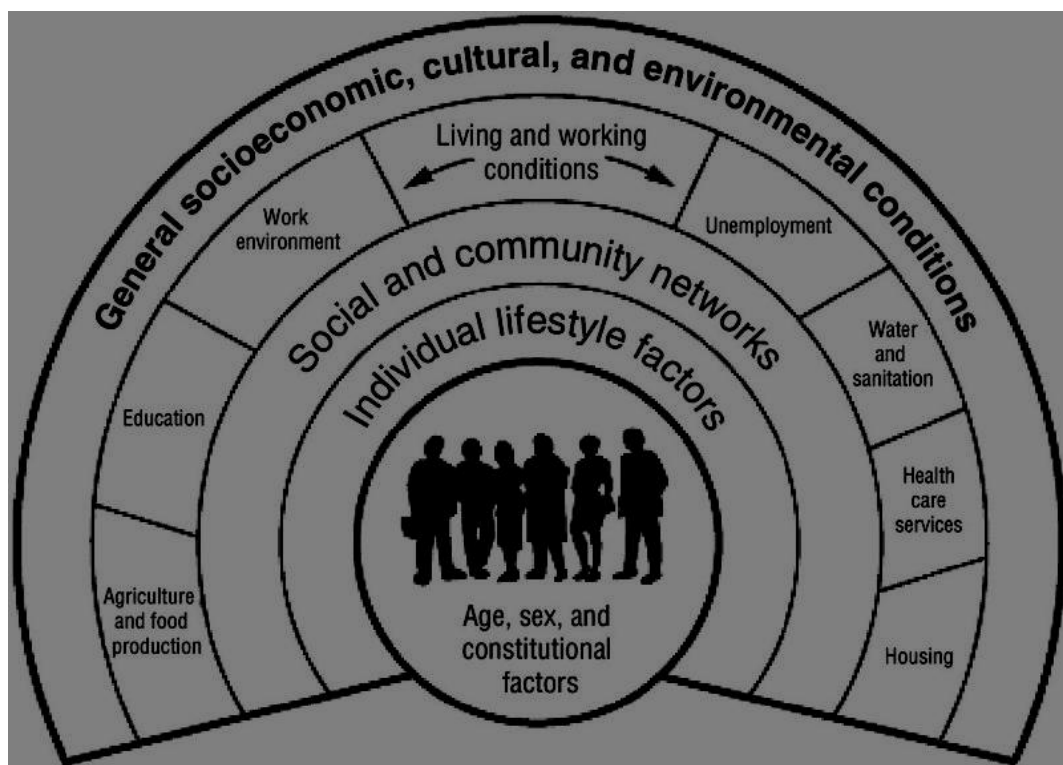 General socioeconomic, cultural, and environmental conditions
Living and working
conditions
Work
environment
Unemployment
Education
Water
and
sanitation
Agriculture
and food
production
Health
care
services
Housing
Social and community networks
Individual lifestyle factors
Age, sex, and
constitutional
factors